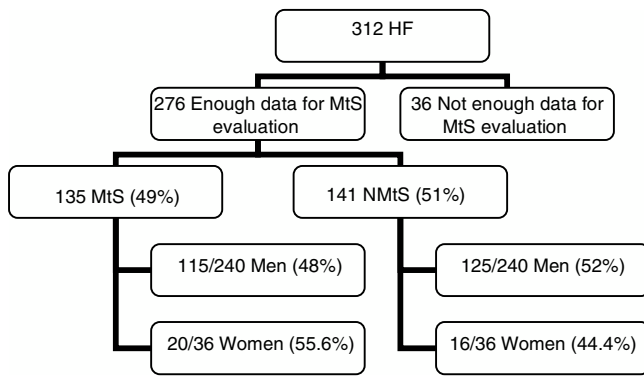 312 HF
276 Enough data for MtS
evaluation
36 Not enough data for
MtS evaluation
135 MtS (49%)
141 NMtS (51%)
115/240 Men (48%)
125/240 Men (52%)
20/36 Women (55.6%)
16/36 Women (44.4%)